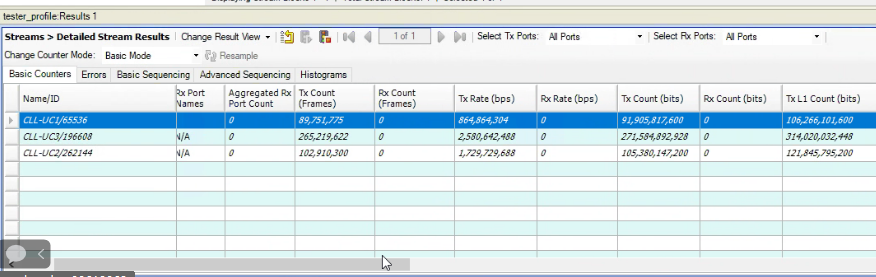 tester_profile:Results 1
Streams > Detailed Stream Results Change Result View 1 of 1 Select Tx Ports: All Ports Select Rx Ports: All Ports
Change Counter Mode: Basic Mode Resample
Basic Counters Errors Basic Sequencing Advanced Sequencing Histograms
Name/ID Rx Port Names Aggregated Rx Port Count Tx Count (Frames) Rx Count (Frames) Tx Rate (bps) Rx Rate (bps) Tx Count (bits) Rx Count (bits) Tx L1 Count (bits)
CLL-UC1/65536 0 89,751,775 0 864,864,304 0 91,905,817,600 0 106,266,101,600
CLL-UC3/196608 N/A 0 265,219,622 0 2,580,642,488 0 271,584,892,928 0 314,020,032,448
CLL-UC2/262144 N/A 0 102,910,300 0 1,729,729,688 0 105,380,147,200 0 121,845,795,200